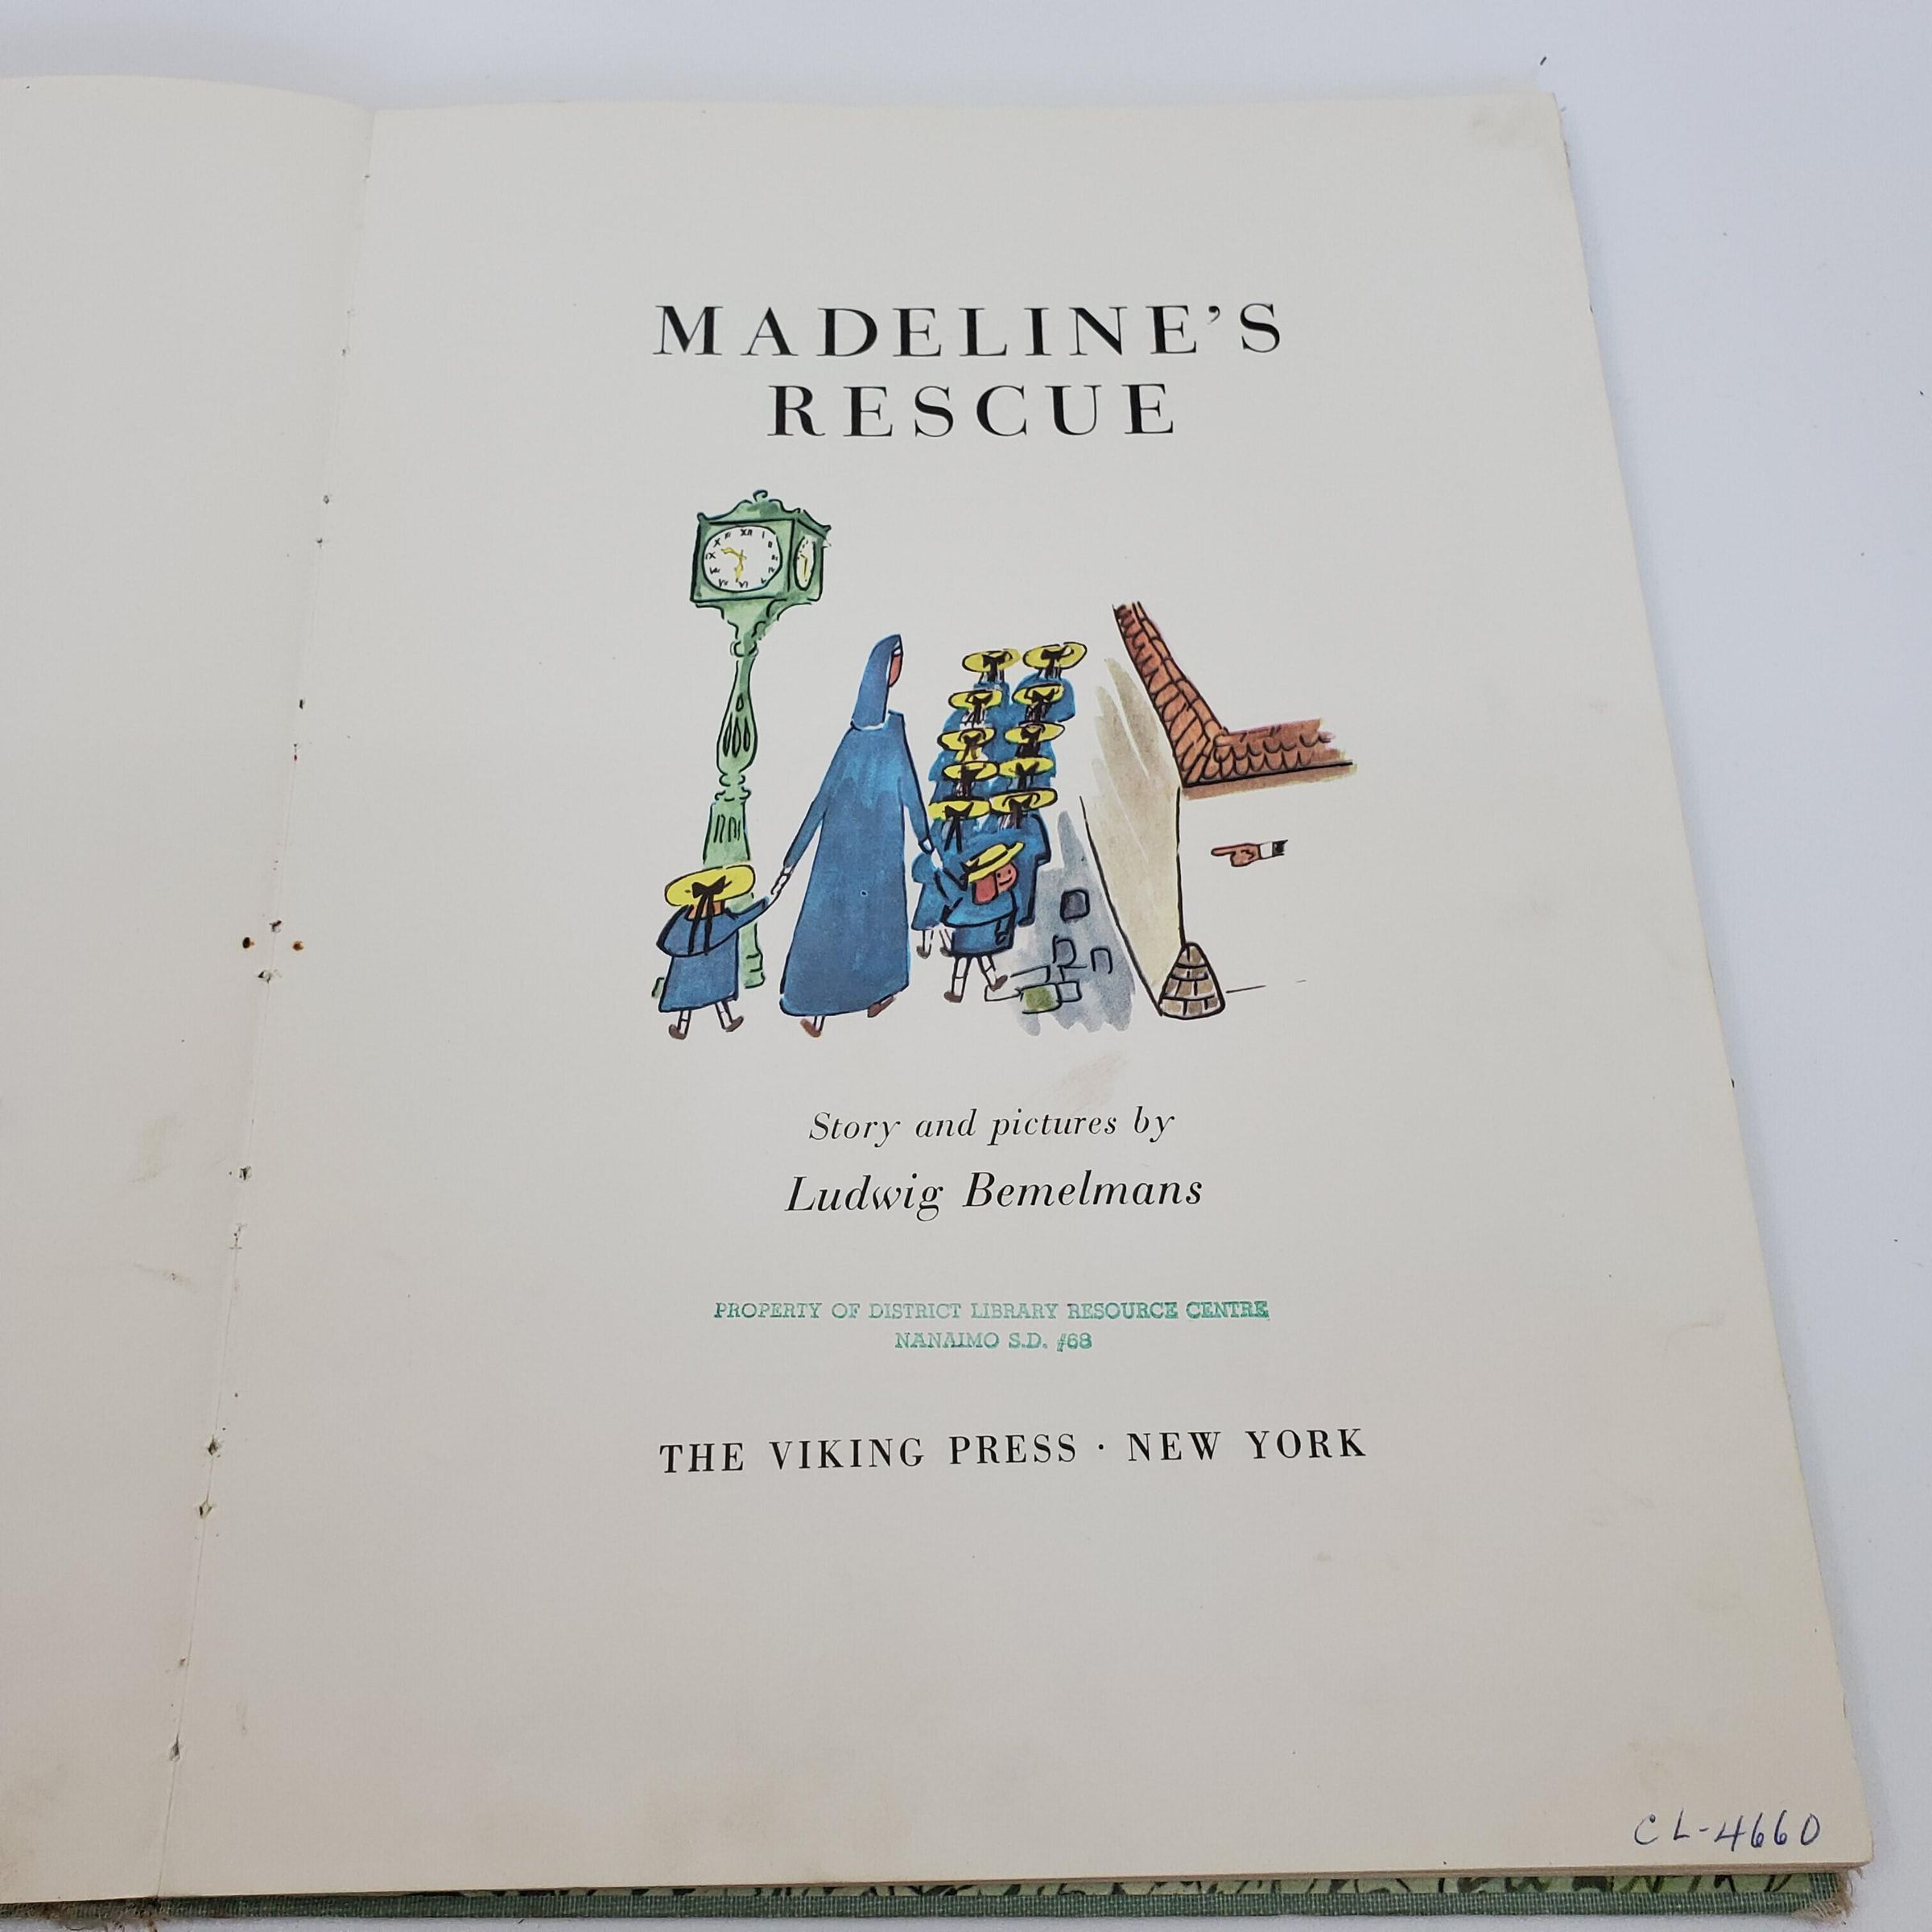 MADELINE'S
RESCUE
Story and pictures by
Ludwig Bemelmans
PROPERTY OF DISTRICT LIBRARY RESOURCE CENTRE
NANAIMO S.D. #68
THE VIKING PRESS · NEW YORK
CL-4660